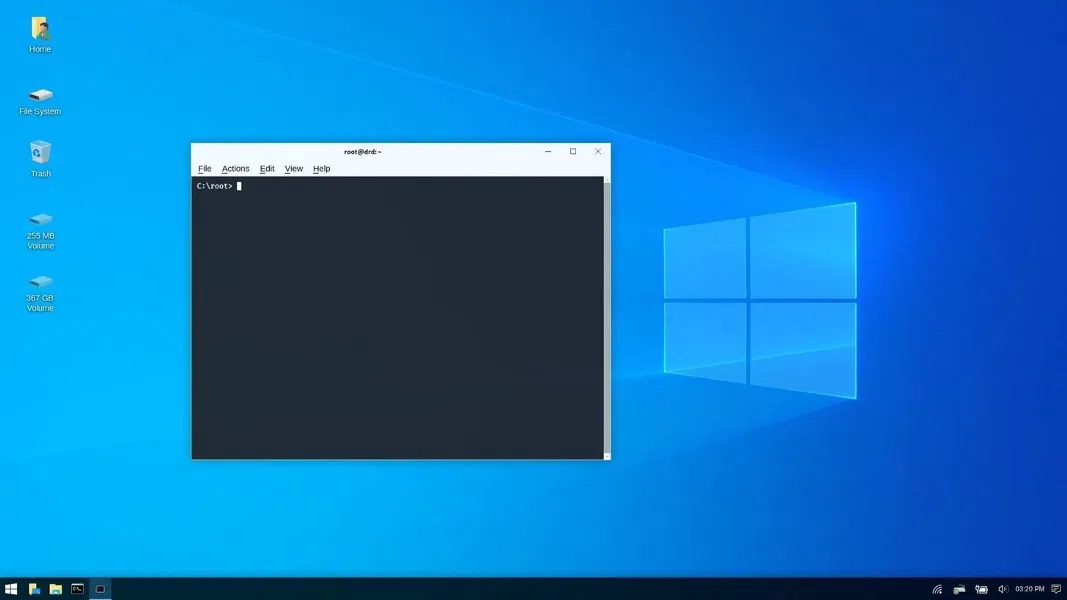 Home
File System
Trash
255 MB
Volume
367 GB
Volume
root@drd: ~
File Actions Edit View Help
C:\root>
03:20 PM